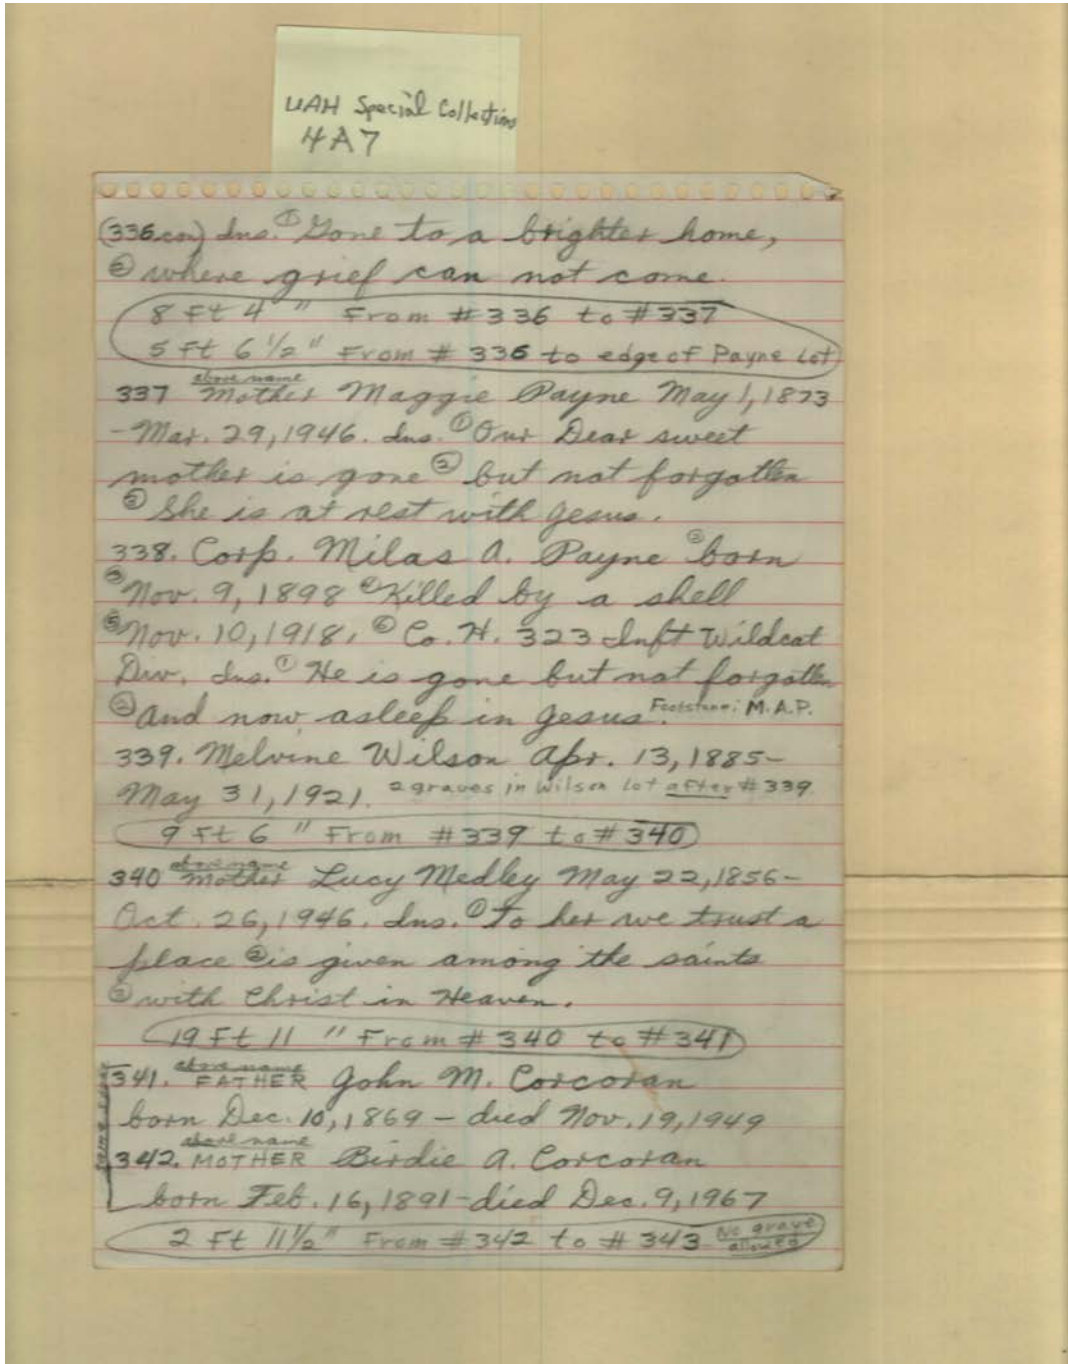 UAH Special Collections
4A7
(336 con) Ins. ① Gone to a brighter home,
② where grief can not come.
8 Ft 4 " From #336 to #337
5 Ft 6 1/2" From # 336 to edge of Payne Lot
above name
337 Mother Maggie Payne May 1, 1873
- Mar. 29, 1946. Ins. ① Our Dear sweet
mother is gone ② but not forgotten
③ She is at rest with Jesus.
338. Corp. Milas A. Payne ② born
③ Nov. 9, 1898 ④ Killed by a shell
⑤ Nov. 10, 1918. ⑥ Co. H. 323 Inft Wildcat
Div. Ins. ① He is gone but not forgotten
② And now asleep in Jesus. Footstone: M.A.P.
339. Melvine Wilson Apr. 13, 1885-
May 31, 1921. 2 graves in Wilson lot after #339
9 Ft 6 " From #339 to #340
above name
340 Mother Lucy Medley May 22, 1856-
Oct. 26, 1946. Ins. ① To her we trust a
place ② is given among the saints
③ with Christ in Heaven.
19 Ft 11 " From #340 to #341
above name
341. FATHER John M. Corcoran
born Dec. 10, 1869 - died Nov. 19, 1949
above name
342. MOTHER Birdie A. Corcoran
born Feb. 16, 1891 - died Dec. 9, 1967
2 Ft 11 1/2" From #342 to # 343 No grave
allowed